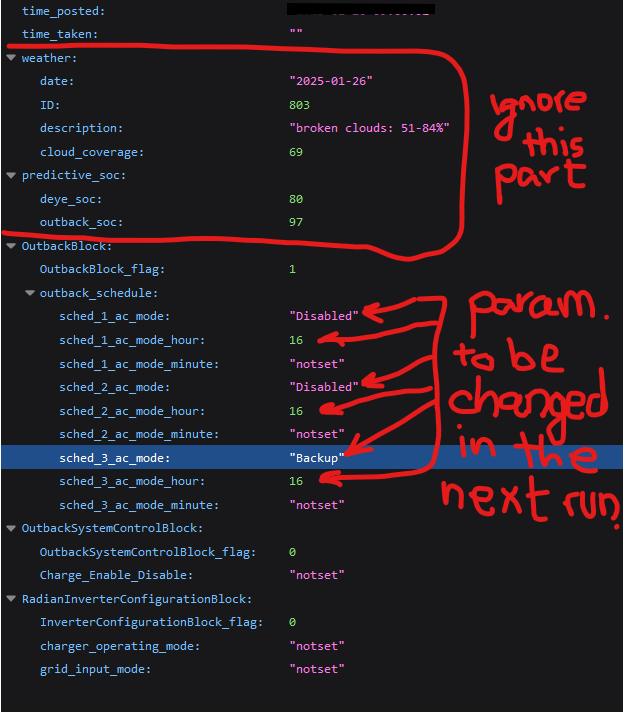 time_posted:
time_taken: ""
weather:
date: "2025-01-26"
ID: 803
description: "broken clouds: 51-84%"
cloud_coverage: 69
predictive_soc:
deye_soc: 80
outback_soc: 97
ignore
this
part
OutbackBlock:
OutbackBlock_flag: 1
outback_schedule:
sched_1_ac_mode: "Disabled"
sched_1_ac_mode_hour: 16
sched_1_ac_mode_minute: "notset"
sched_2_ac_mode: "Disabled"
sched_2_ac_mode_hour: 16
sched_2_ac_mode_minute: "notset"
sched_3_ac_mode: "Backup"
sched_3_ac_mode_hour: 16
sched_3_ac_mode_minute: "notset"
param.
to be
changed
in the
next run.
OutbackSystemControlBlock:
OutbackSystemControlBlock_flag: 0
Charge_Enable_Disable: "notset"
RadianInverterConfigurationBlock:
InverterConfigurationBlock_flag: 0
charger_operating_mode: "notset"
grid_input_mode: "notset"